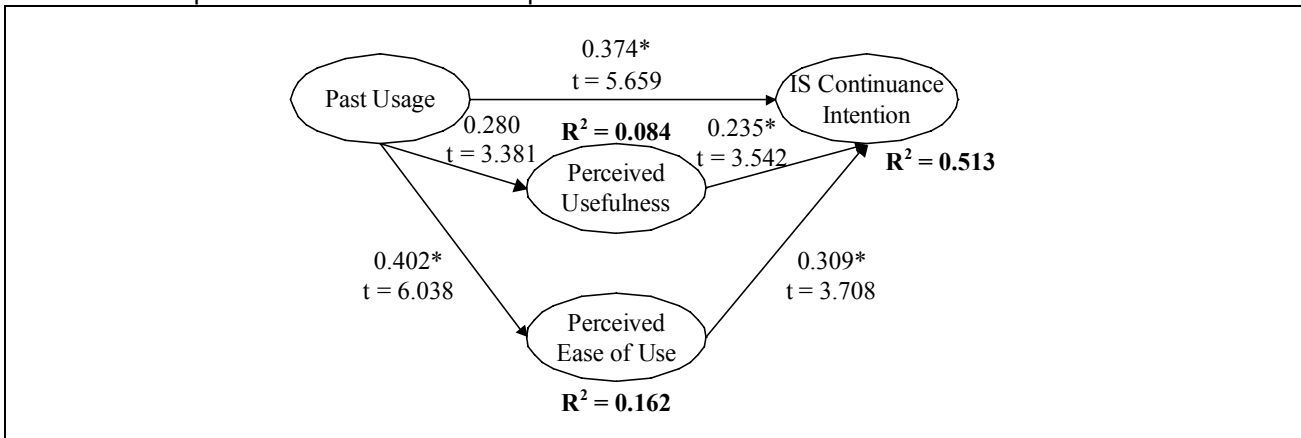 0.374*
t = 5.659
Past Usage
IS Continuance
Intention
0.280
t = 3.381
R² = 0.084
0.235*
t = 3.542
R² = 0.513
Perceived
Usefulness
0.402*
t = 6.038
0.309*
t = 3.708
Perceived
Ease of Use
R² = 0.162